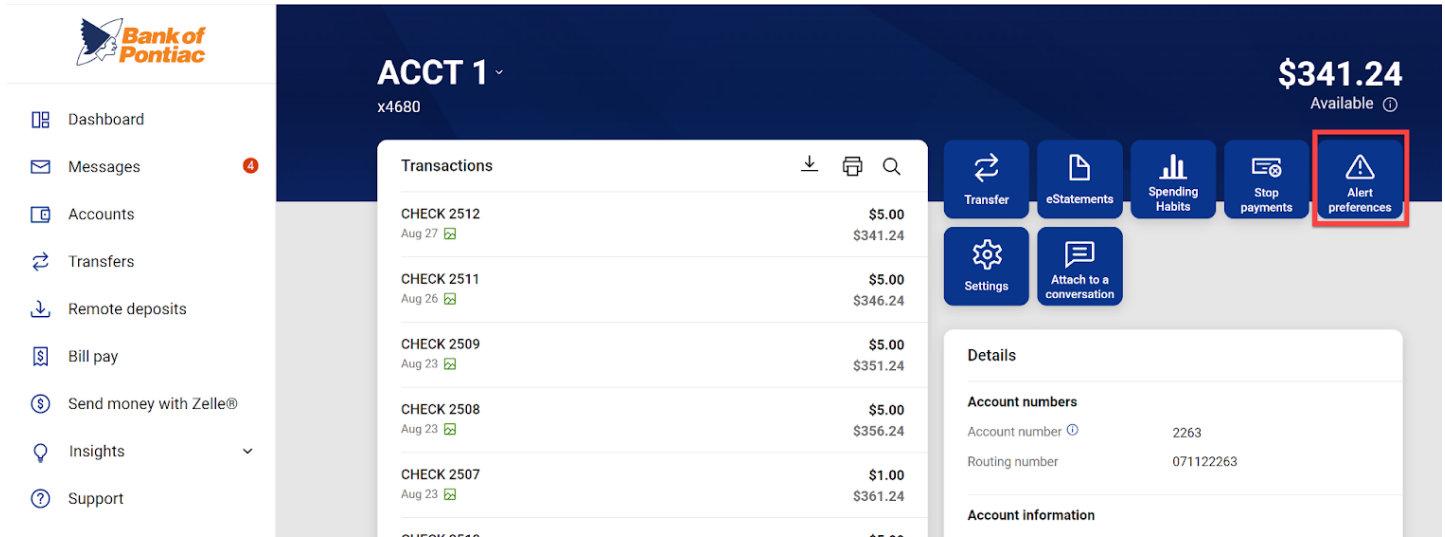 Bank of
Pontiac
Dashboard
Messages 4
Accounts
Transfers
Remote deposits
Bill pay
Send money with Zelle®
Insights
Support
ACCT 1
x4680
$341.24
Available
Transactions
CHECK 2512 $5.00
Aug 27 $341.24
CHECK 2511 $5.00
Aug 26 $346.24
CHECK 2509 $5.00
Aug 23 $351.24
CHECK 2508 $5.00
Aug 23 $356.24
CHECK 2507 $1.00
Aug 23 $361.24
Transfer
eStatements
Spending
Habits
Stop
payments
Alert
preferences
Settings
Attach to a
conversation
Details
Account numbers
Account number 2263
Routing number 071122263
Account information